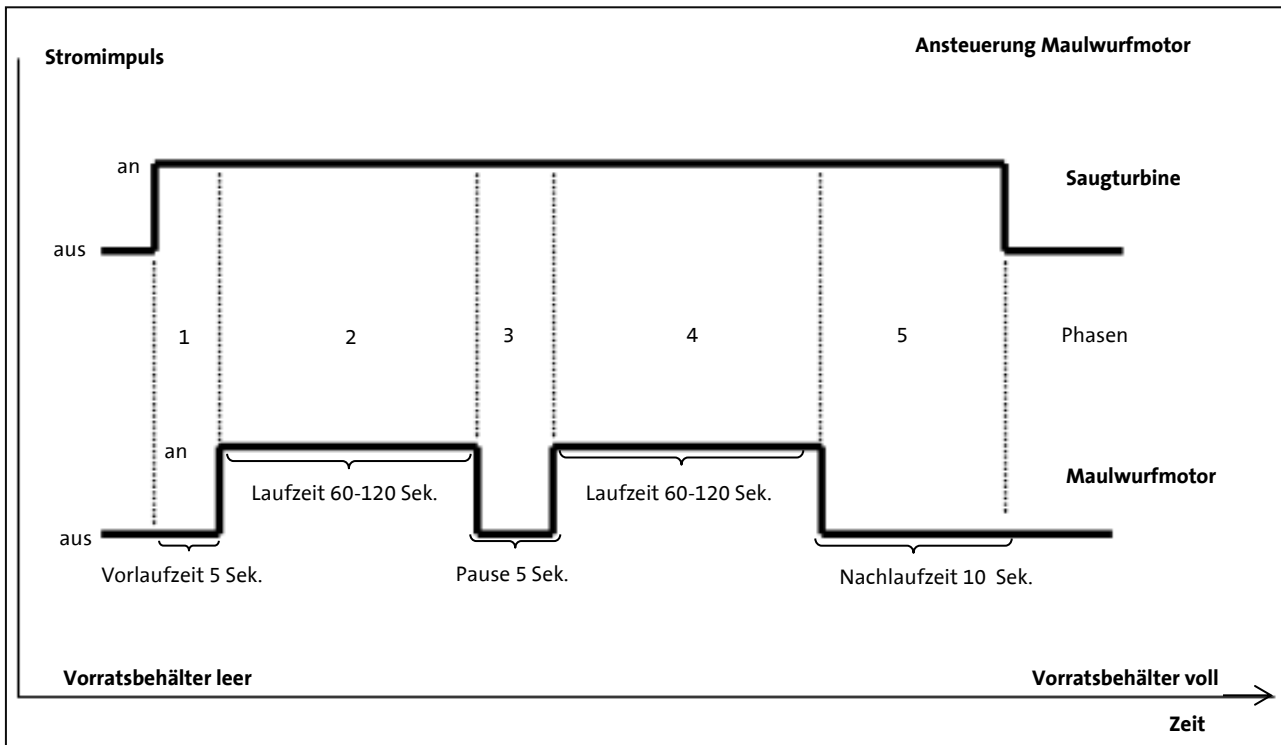 Ansteuerung Maulwurfmotor
Stromimpuls
an
Saugturbine
aus
1 2 3 4 5 Phasen
an
Laufzeit 60-120 Sek. Laufzeit 60-120 Sek.
Maulwurfmotor
aus
Vorlaufzeit 5 Sek. Pause 5 Sek. Nachlaufzeit 10 Sek.
Vorratsbehälter leer Vorratsbehälter voll
Zeit